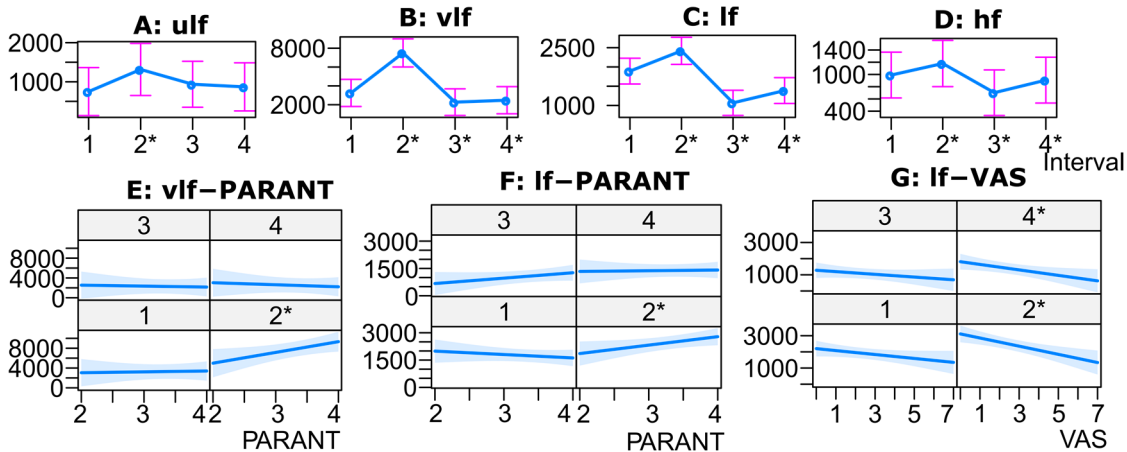 A: ulf
2000
1000
1 2* 3 4
B: vlf
8000
2000
1 2* 3 4
C: lf
2500
1000
1 2* 3* 4*
D: hf
1400
1000
400
1 2* 3* 4*
Interval
E: vlf−PARANT
3 4
8000
4000
0
1 2*
8000
4000
0
2 3 4 2 3 4
PARANT
F: lf−PARANT
3 4
3000
1500
0
1 2*
3000
1500
0
2 3 4 2 3 4
PARANT
G: lf−VAS
3 4*
3000
1000
1 2*
3000
1000
1 3 5 7 1 3 5 7
VAS